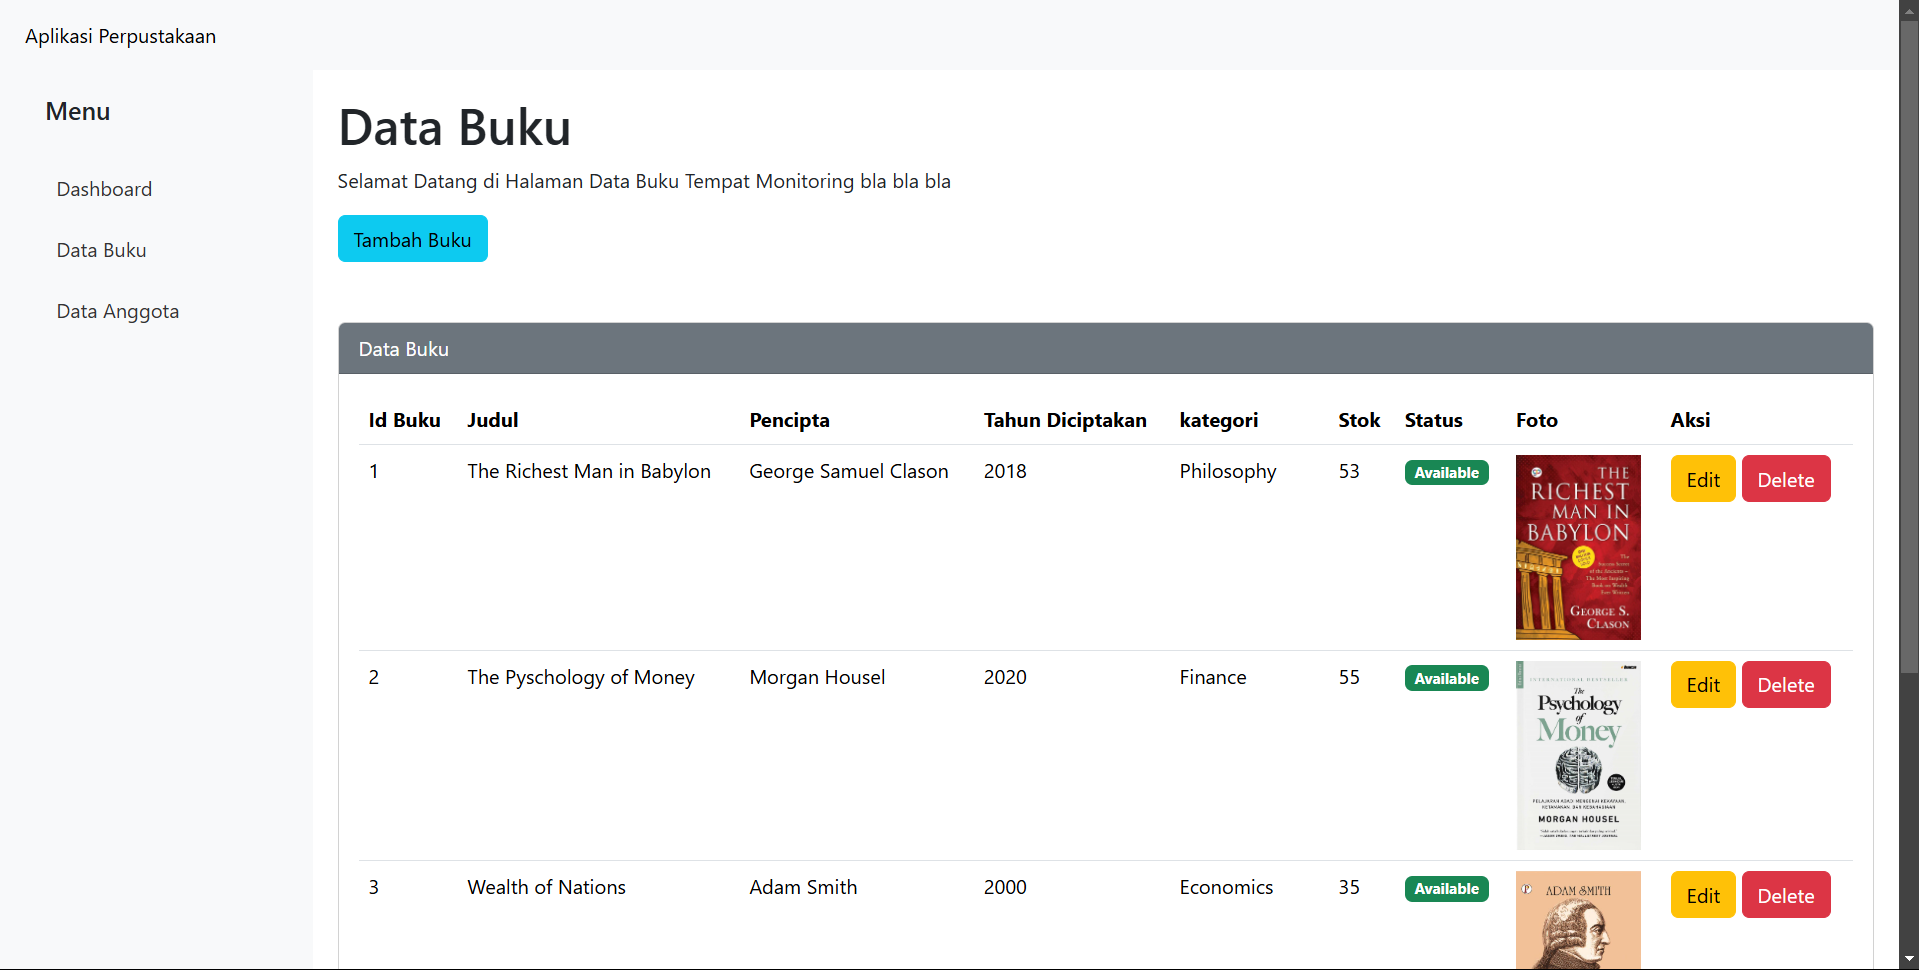 Aplikasi Perpustakaan
Menu
Dashboard
Data Buku
Data Anggota
Data Buku
Selamat Datang di Halaman Data Buku Tempat Monitoring bla bla bla
Tambah Buku
Data Buku
Id Buku Judul Pencipta Tahun Diciptakan kategori Stok Status Foto Aksi
1 The Richest Man in Babylon George Samuel Clason 2018 Philosophy 53 Available Edit Delete
THE
RICHEST
MAN IN
BABYLON
GEORGE S.
CLASON
2 The Pyschology of Money Morgan Housel 2020 Finance 55 Available Edit Delete
INTERNATIONAL BESTSELLER
The
Psychology
of
Money
MORGAN HOUSEL
3 Wealth of Nations Adam Smith 2000 Economics 35 Available Edit Delete
ADAM SMITH